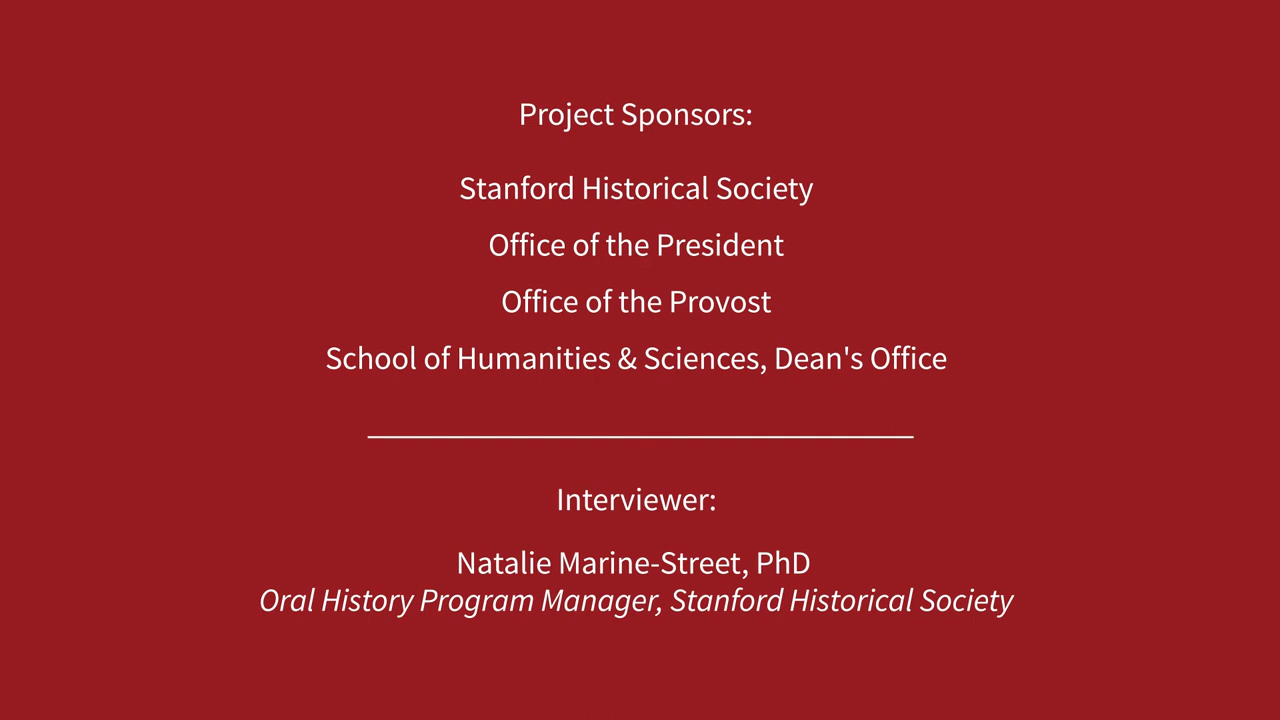 Project Sponsors:
Stanford Historical Society
Office of the President
Office of the Provost
School of Humanities & Sciences, Dean's Office
Interviewer:
Natalie Marine-Street, PhD
Oral History Program Manager, Stanford Historical Society